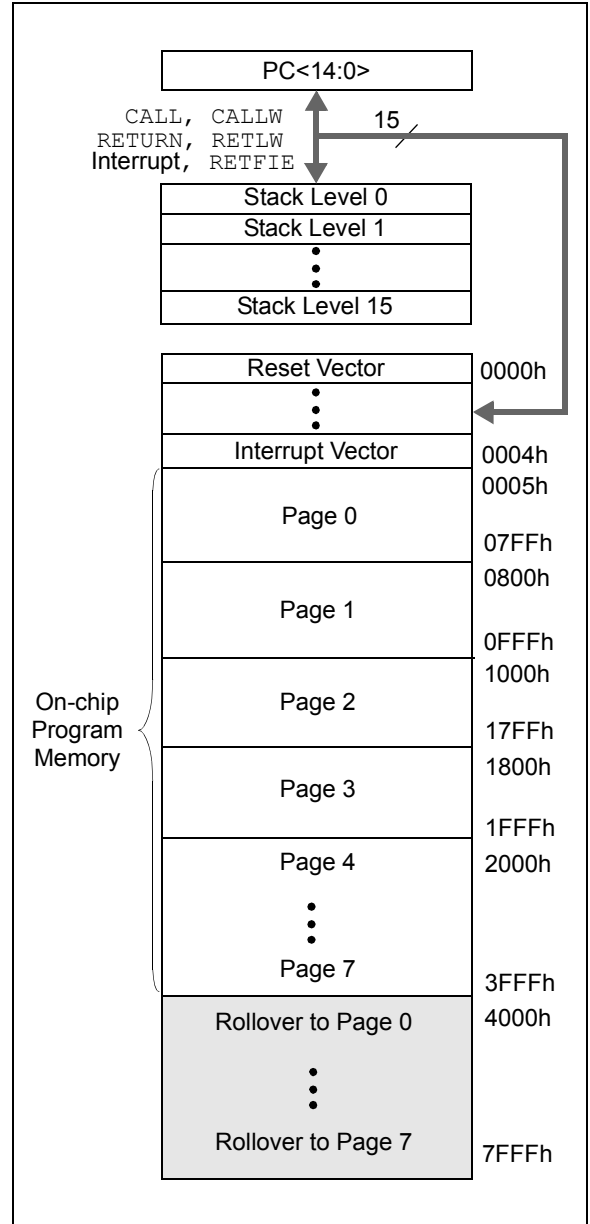 PC<14:0>
CALL, CALLW
15
RETURN, RETLW
Interrupt, RETFIE
Stack Level 0
Stack Level 1
Stack Level 15
Reset Vector
0000h
Interrupt Vector
0004h
0005h
Page 0
07FFh
0800h
Page 1
0FFFh
1000h
On-chip
Program
Memory
Page 2
17FFh
1800h
Page 3
1FFFh
Page 4
2000h
Page 7
3FFFh
Rollover to Page 0
4000h
Rollover to Page 7
7FFFh